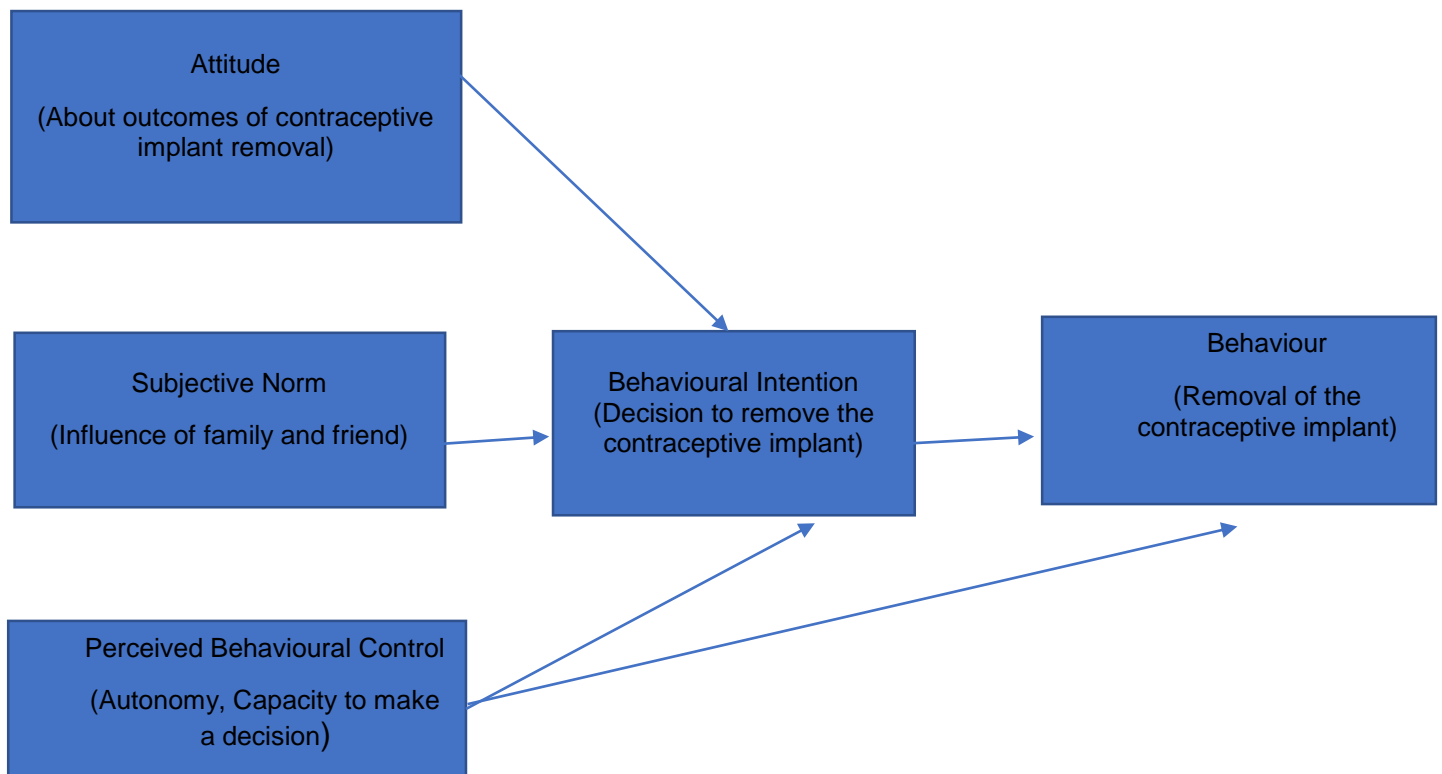 Attitude
(About outcomes of contraceptive
implant removal)
Subjective Norm
(Influence of family and friend)
Behavioural Intention
(Decision to remove the
contraceptive implant)
Behaviour
(Removal of the
contraceptive implant)
Perceived Behavioural Control
(Autonomy, Capacity to make
a decision)